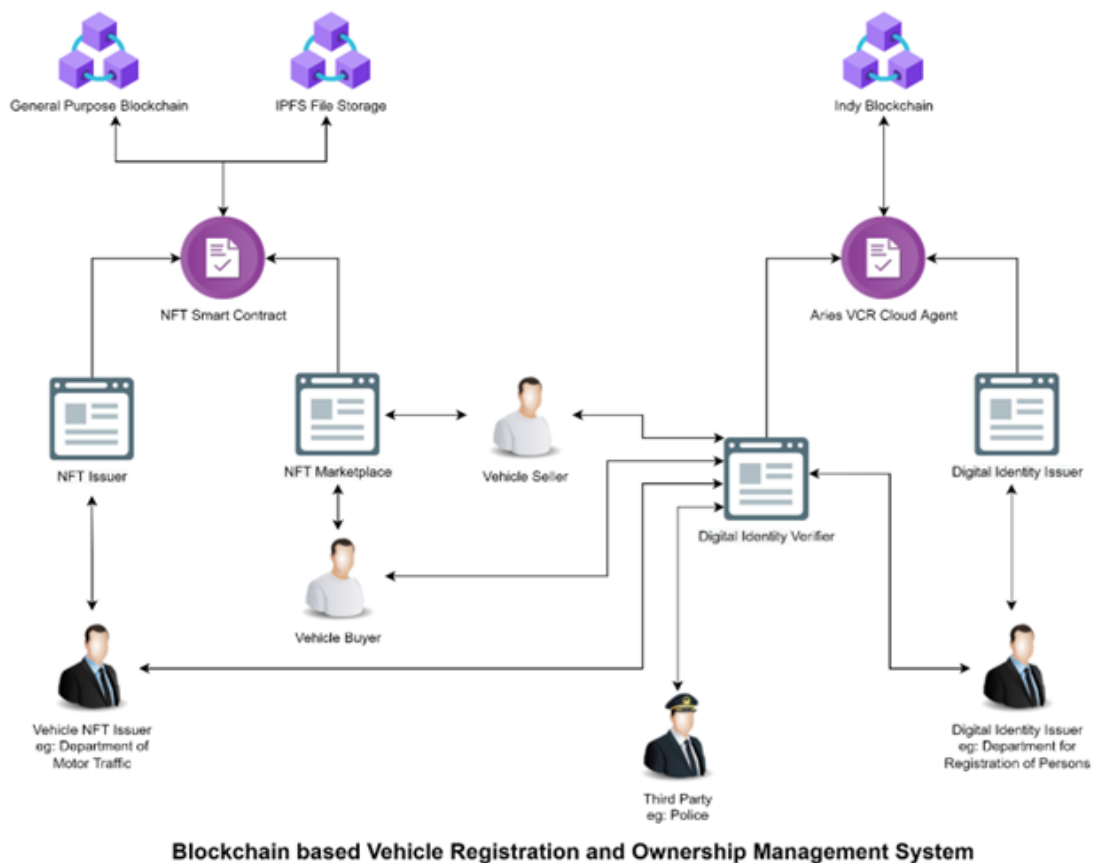 General Purpose Blockchain
IPFS File Storage
Indy Blockchain
NFT Smart Contract
Aries VCR Cloud Agent
NFT Issuer
NFT Marketplace
Vehicle Seller
Digital Identity Verifier
Digital Identity Issuer
Vehicle Buyer
Vehicle NFT Issuer
eg: Department of
Motor Traffic
Third Party
eg: Police
Digital Identity Issuer
eg: Department for
Registration of Persons
Blockchain based Vehicle Registration and Ownership Management System